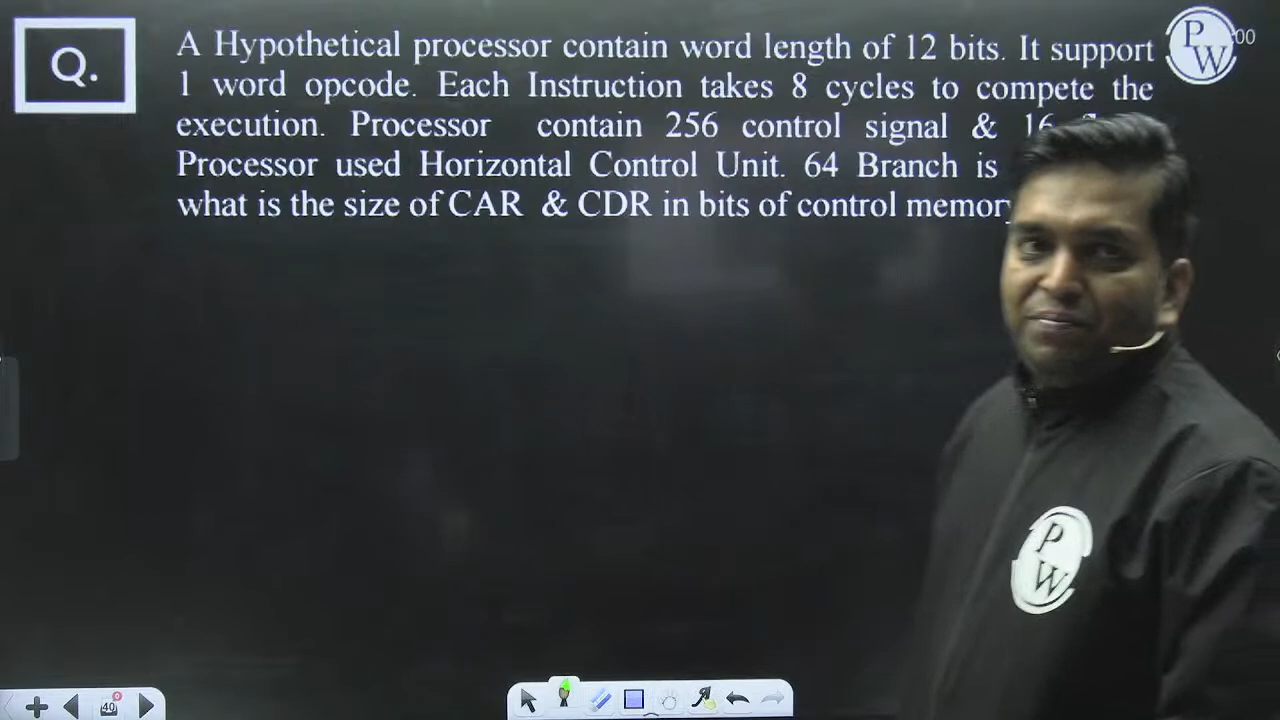 Q.
A Hypothetical processor contain word length of 12 bits. It support
1 word opcode. Each Instruction takes 8 cycles to compete the
execution. Processor contain 256 control signal & 16
Processor used Horizontal Control Unit. 64 Branch is
what is the size of CAR & CDR in bits of control memory
P
W
00
P
W
40